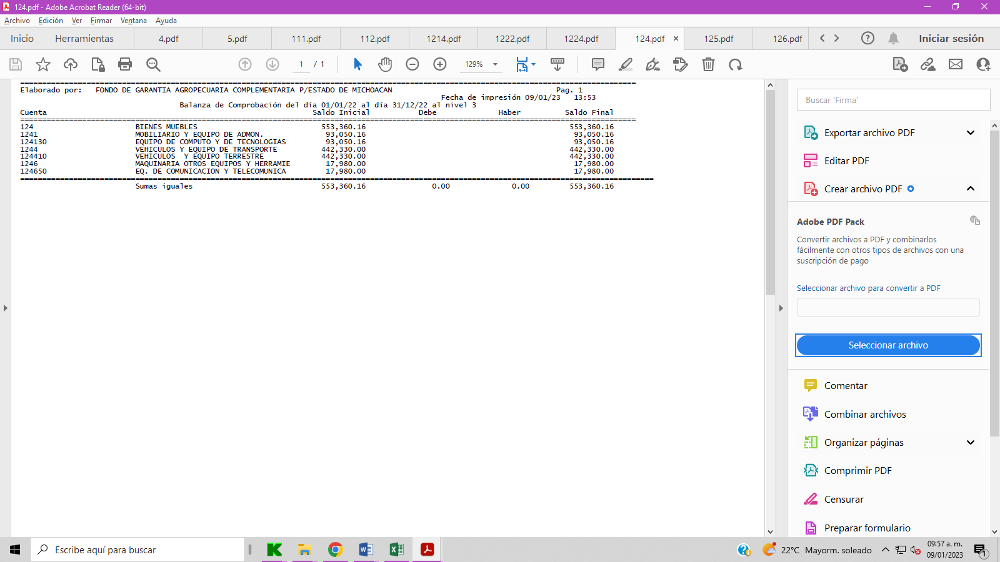 124.pdf - Adobe Acrobat Reader (64-bit)
Archivo Edición Ver Firmar Ventana Ayuda
Inicio Herramientas 4.pdf 5.pdf 111.pdf 112.pdf 1214.pdf 1222.pdf 1224.pdf 124.pdf × 125.pdf 126.pdf Iniciar sesión
1 / 1 129%
Elaborado por: FONDO DE GARANTIA AGROPECUARIA COMPLEMENTARIA P/ESTADO DE MICHOACAN Pag. 1
Fecha de impresión 09/01/23 13:53
Balanza de Comprobación del día 01/01/22 al día 31/12/22 al nivel 3
Cuenta Saldo Inicial Debe Haber Saldo Final
124 BIENES MUEBLES 553,360.16 553,360.16
1241 MOBILIARIO Y EQUIPO DE ADMON. 93,050.16 93,050.16
124130 EQUIPO DE COMPUTO Y DE TECNOLOGIAS 93,050.16 93,050.16
1244 VEHICULOS Y EQUIPO DE TRANSPORTE 442,330.00 442,330.00
124410 VEHICULOS Y EQUIPO TERRESTRE 442,330.00 442,330.00
1246 MAQUINARIA OTROS EQUIPOS Y HERRAMIE 17,980.00 17,980.00
124650 EQ. DE COMUNICACION Y TELECOMUNICA 17,980.00 17,980.00
Sumas iguales 553,360.16 0.00 0.00 553,360.16
Buscar 'Firma'
Exportar archivo PDF
Editar PDF
Crear archivo PDF
Adobe PDF Pack
Convertir archivos a PDF y combinarlos
fácilmente con otros tipos de archivos con una
suscripción de pago
Seleccionar archivo para convertir a PDF
Seleccionar archivo
Comentar
Combinar archivos
Organizar páginas
Comprimir PDF
Censurar
Preparar formulario
Escribe aquí para buscar
22°C Mayorm. soleado
09:57 a. m.
09/01/2023
1